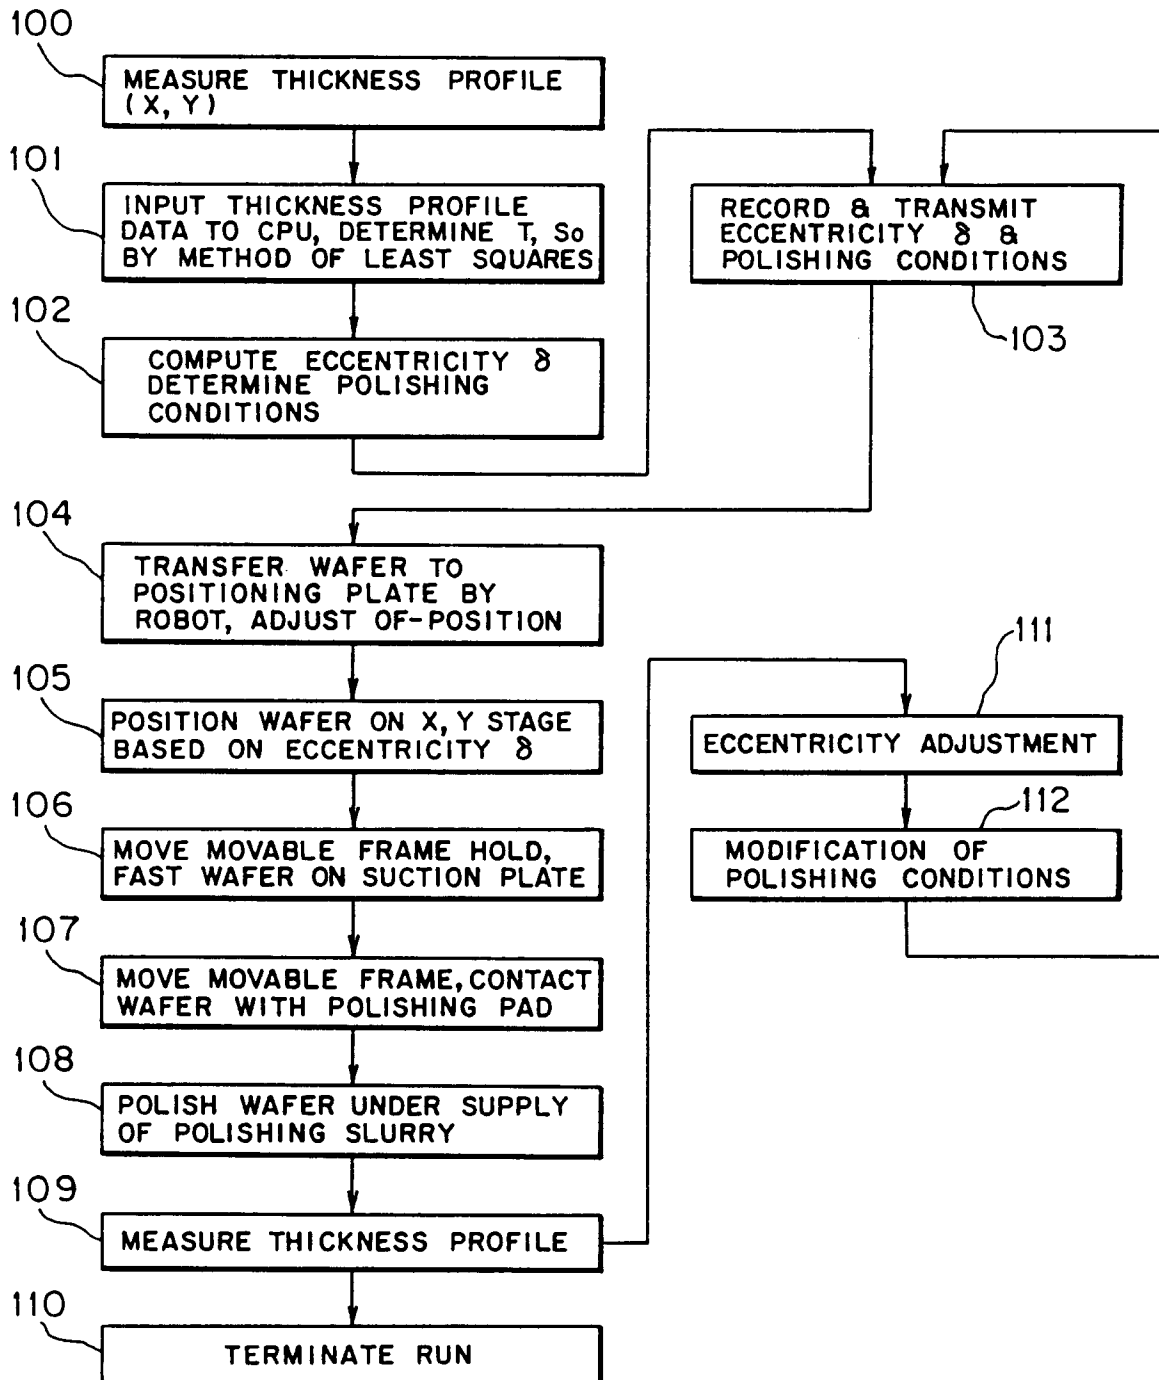 100
MEASURE THICKNESS PROFILE
(X, Y)
101
INPUT THICKNESS PROFILE
DATA TO CPU, DETERMINE T, So
BY METHOD OF LEAST SQUARES
102
COMPUTE ECCENTRICITY δ
DETERMINE POLISHING
CONDITIONS
RECORD & TRANSMIT
ECCENTRICITY δ &
POLISHING CONDITIONS
103
104
TRANSFER WAFER TO
POSITIONING PLATE BY
ROBOT, ADJUST OF-POSITION
105
POSITION WAFER ON X, Y STAGE
BASED ON ECCENTRICITY δ
106
MOVE MOVABLE FRAME HOLD,
FAST WAFER ON SUCTION PLATE
107
MOVE MOVABLE FRAME, CONTACT
WAFER WITH POLISHING PAD
108
POLISH WAFER UNDER SUPPLY
OF POLISHING SLURRY
109
MEASURE THICKNESS PROFILE
110
TERMINATE RUN
111
ECCENTRICITY ADJUSTMENT
112
MODIFICATION OF
POLISHING CONDITIONS